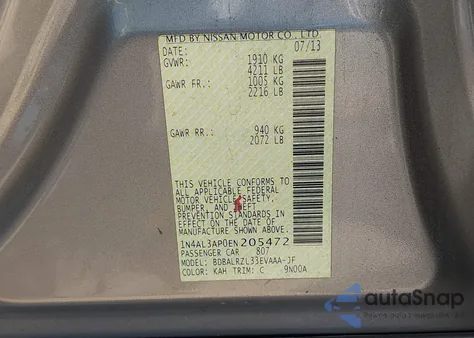 MFD BY NISSAN MOTOR CO., LTD.
DATE: 07/13
GVWR: 1910 KG
4211 LB
GAWR FR.: 1005 KG
2216 LB
GAWR RR.: 940 KG
2072 LB
THIS VEHICLE CONFORMS TO
ALL APPLICABLE FEDERAL
MOTOR VEHICLE SAFETY,
BUMPER, AND THEFT
PREVENTION STANDARDS IN
EFFECT ON THE DATE OF
MANUFACTURE SHOWN ABOVE.
1N4AL3AP0EN205472
PASSENGER CAR 807
MODEL: BDBALRZL33EVAAA-JF
COLOR: KAH TRIM: C 9N00A
autoSnap